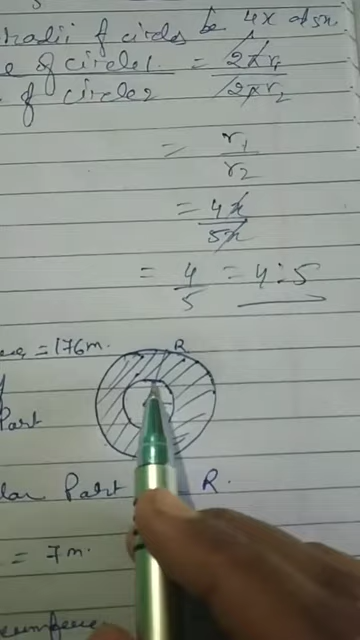 radii of circles be 4x and 5x
of circle1 = 2πr1
of circle2 2πr2
= r1
r2
= 4x
5x
= 4 = 4:5
5
= 176m. R
Part
Part R.
= 7m.